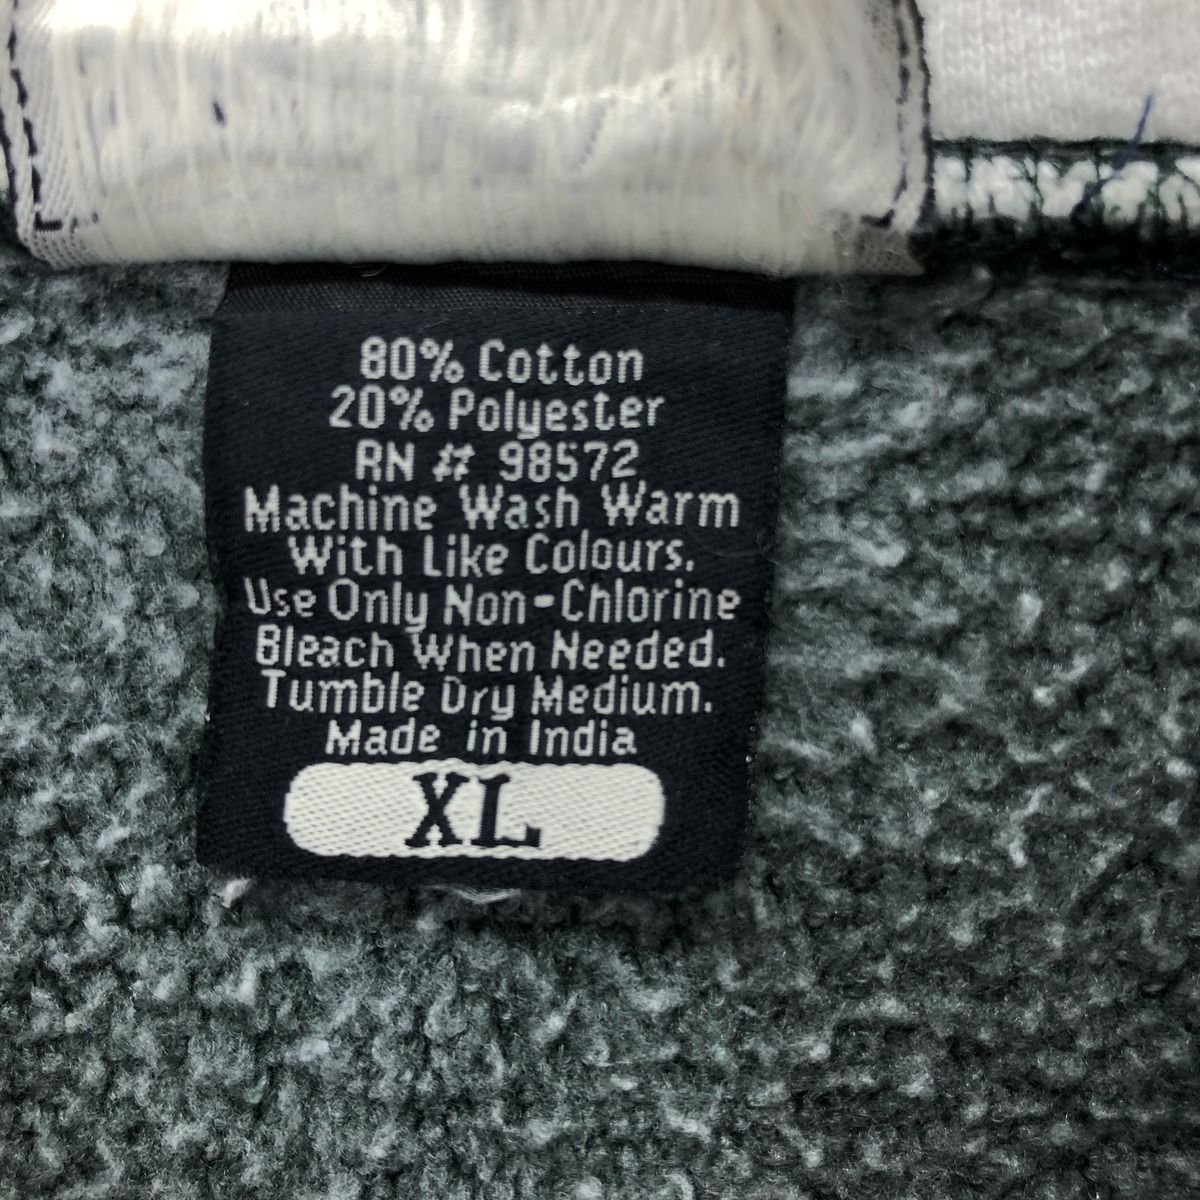 80% Cotton
20% Polyester
RN # 98572
Machine Wash Warm
With Like Colours.
Use Only Non-Chlorine
Bleach When Needed.
Tumble Dry Medium.
Made in India
XL